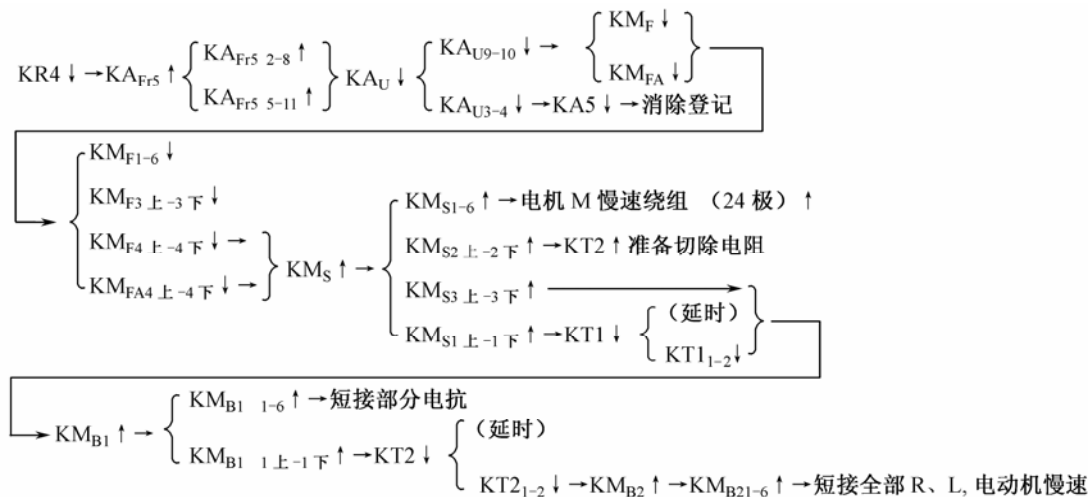 KM_F ↓
KA_Fr5 2-8 ↑ KA_U9-10 ↓ →
KR4 ↓ → KA_Fr5 ↑ KA_U ↓ KM_FA ↓
KA_Fr5 5-11 ↑ KA_U3-4 ↓ → KA5 ↓ → 消除登记
KM_F1-6 ↓
KM_F3上-3下 ↓ KM_S1-6 ↑ → 电机 M 慢速绕组 （24 极）↑
KM_F4上-4下 ↓ → KM_S2上-2下 ↑ → KT2 ↑ 准备切除电阻
KM_S ↑ →
KM_FA4上-4下 ↓ → KM_S3上-3下 ↑ →
KM_S1上-1下 ↑ → KT1 ↓ （延时）
KT1_1-2 ↓
KM_B1 1-6 ↑ → 短接部分电抗
KM_B1 ↑ → （延时）
KM_B1 1上-1下 ↑ → KT2 ↓
KT2_1-2 ↓ → KM_B2 ↑ → KM_B21-6 ↑ → 短接全部 R、L, 电动机慢速